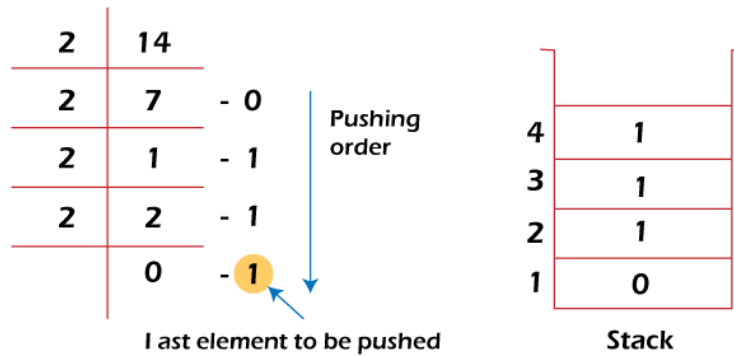 2 14
2 7 - 0
2 1 - 1
2 2 - 1
0 - 1
Pushing
order
l ast element to be pushed
4 1
3 1
2 1
1 0
Stack